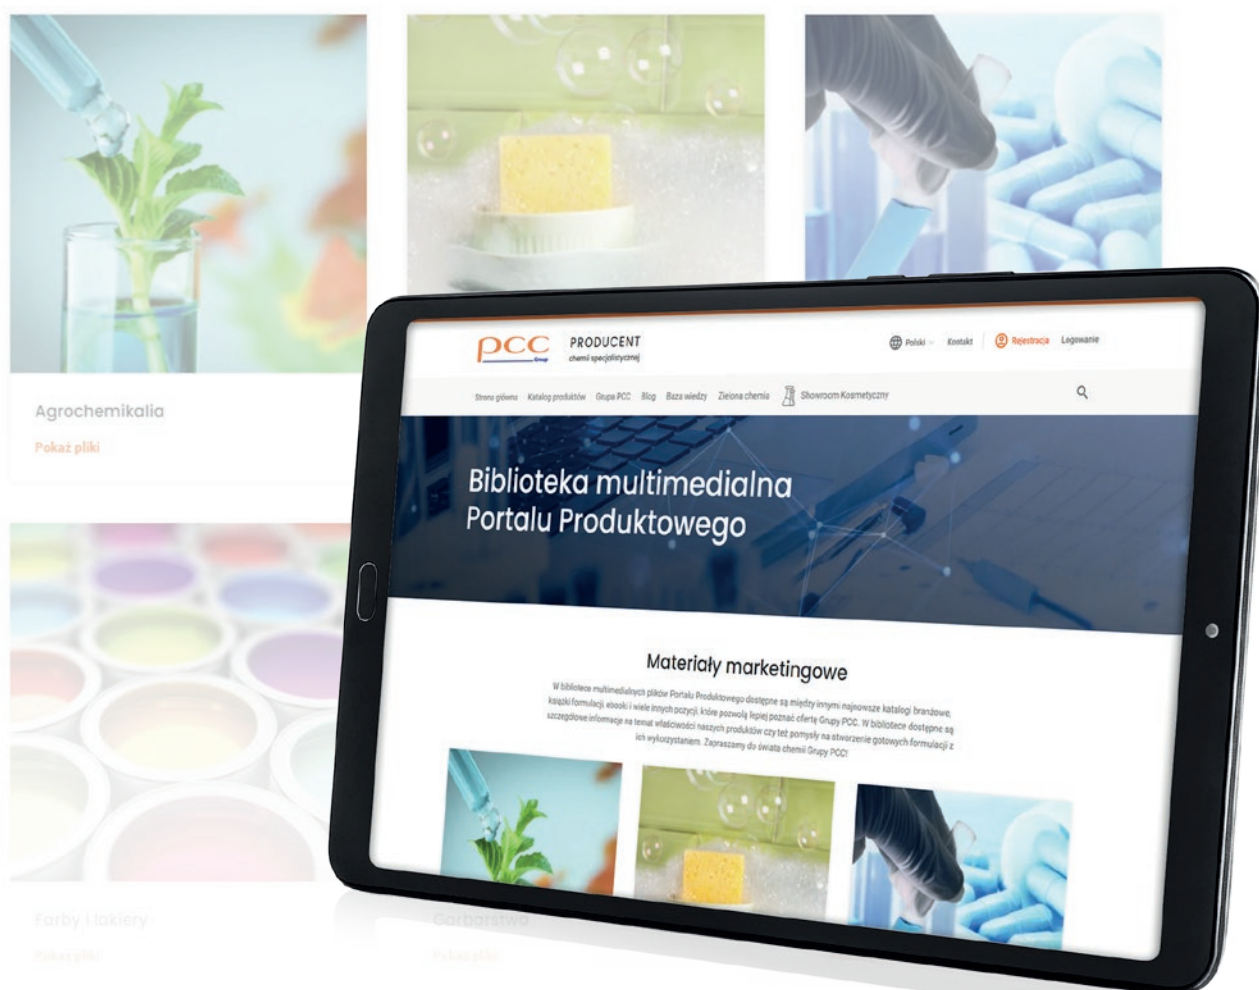 Agrochemikalia
Pokaż pliki
Farby i lakiery
Pokaż pliki
Garbarstwo
Pokaż pliki
pcc
Group
PRODUCENT
chemii specjalistycznej
Polski
Kontakt
Rejestracja
Logowanie
Strona główna Katalog produktów Grupa PCC Blog Baza wiedzy Zielona chemia Showroom Kosmetyczny
Biblioteka multimedialna
Portalu Produktowego
Materiały marketingowe
W bibliotece multimedialnych plików Portalu Produktowego dostępne są między innymi najnowsze katalogi branżowe,
książki formulacji, ebooki i wiele innych pozycji, które pozwolą lepiej poznać ofertę Grupy PCC. W bibliotece dostępne są
szczegółowe informacje na temat właściwości naszych produktów czy też pomysły na stworzenie gotowych formulacji z
ich wykorzystaniem. Zapraszamy do świata chemii Grupy PCC!